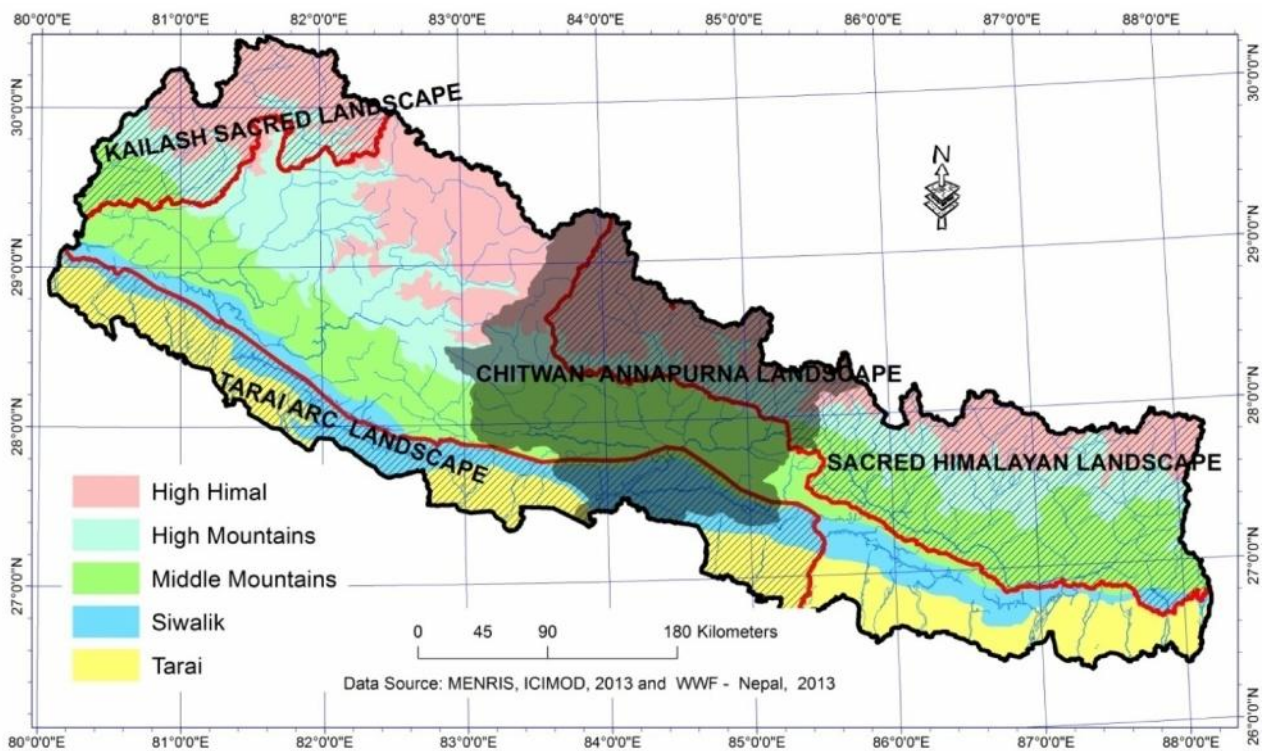 80°0'0"E 81°0'0"E 82°0'0"E 83°0'0"E 84°0'0"E 85°0'0"E 86°0'0"E 87°0'0"E 88°0'0"E
30°0'0"N
30°0'0"N
KAILASH SACRED LANDSCAPE
N
29°0'0"N
29°0'0"N
CHITWAN- ANNAPURNA LANDSCAPE
TARAI ARC LANDSCAPE
28°0'0"N
28°0'0"N
SACRED HIMALAYAN LANDSCAPE
High Himal
High Mountains
Middle Mountains
Siwalik
Tarai
27°0'0"N
27°0'0"N
0 45 90 180 Kilometers
Data Source: MENRIS, ICIMOD, 2013 and WWF - Nepal, 2013
26°0'0"N
80°0'0"E 81°0'0"E 82°0'0"E 83°0'0"E 84°0'0"E 85°0'0"E 86°0'0"E 87°0'0"E 88°0'0"E